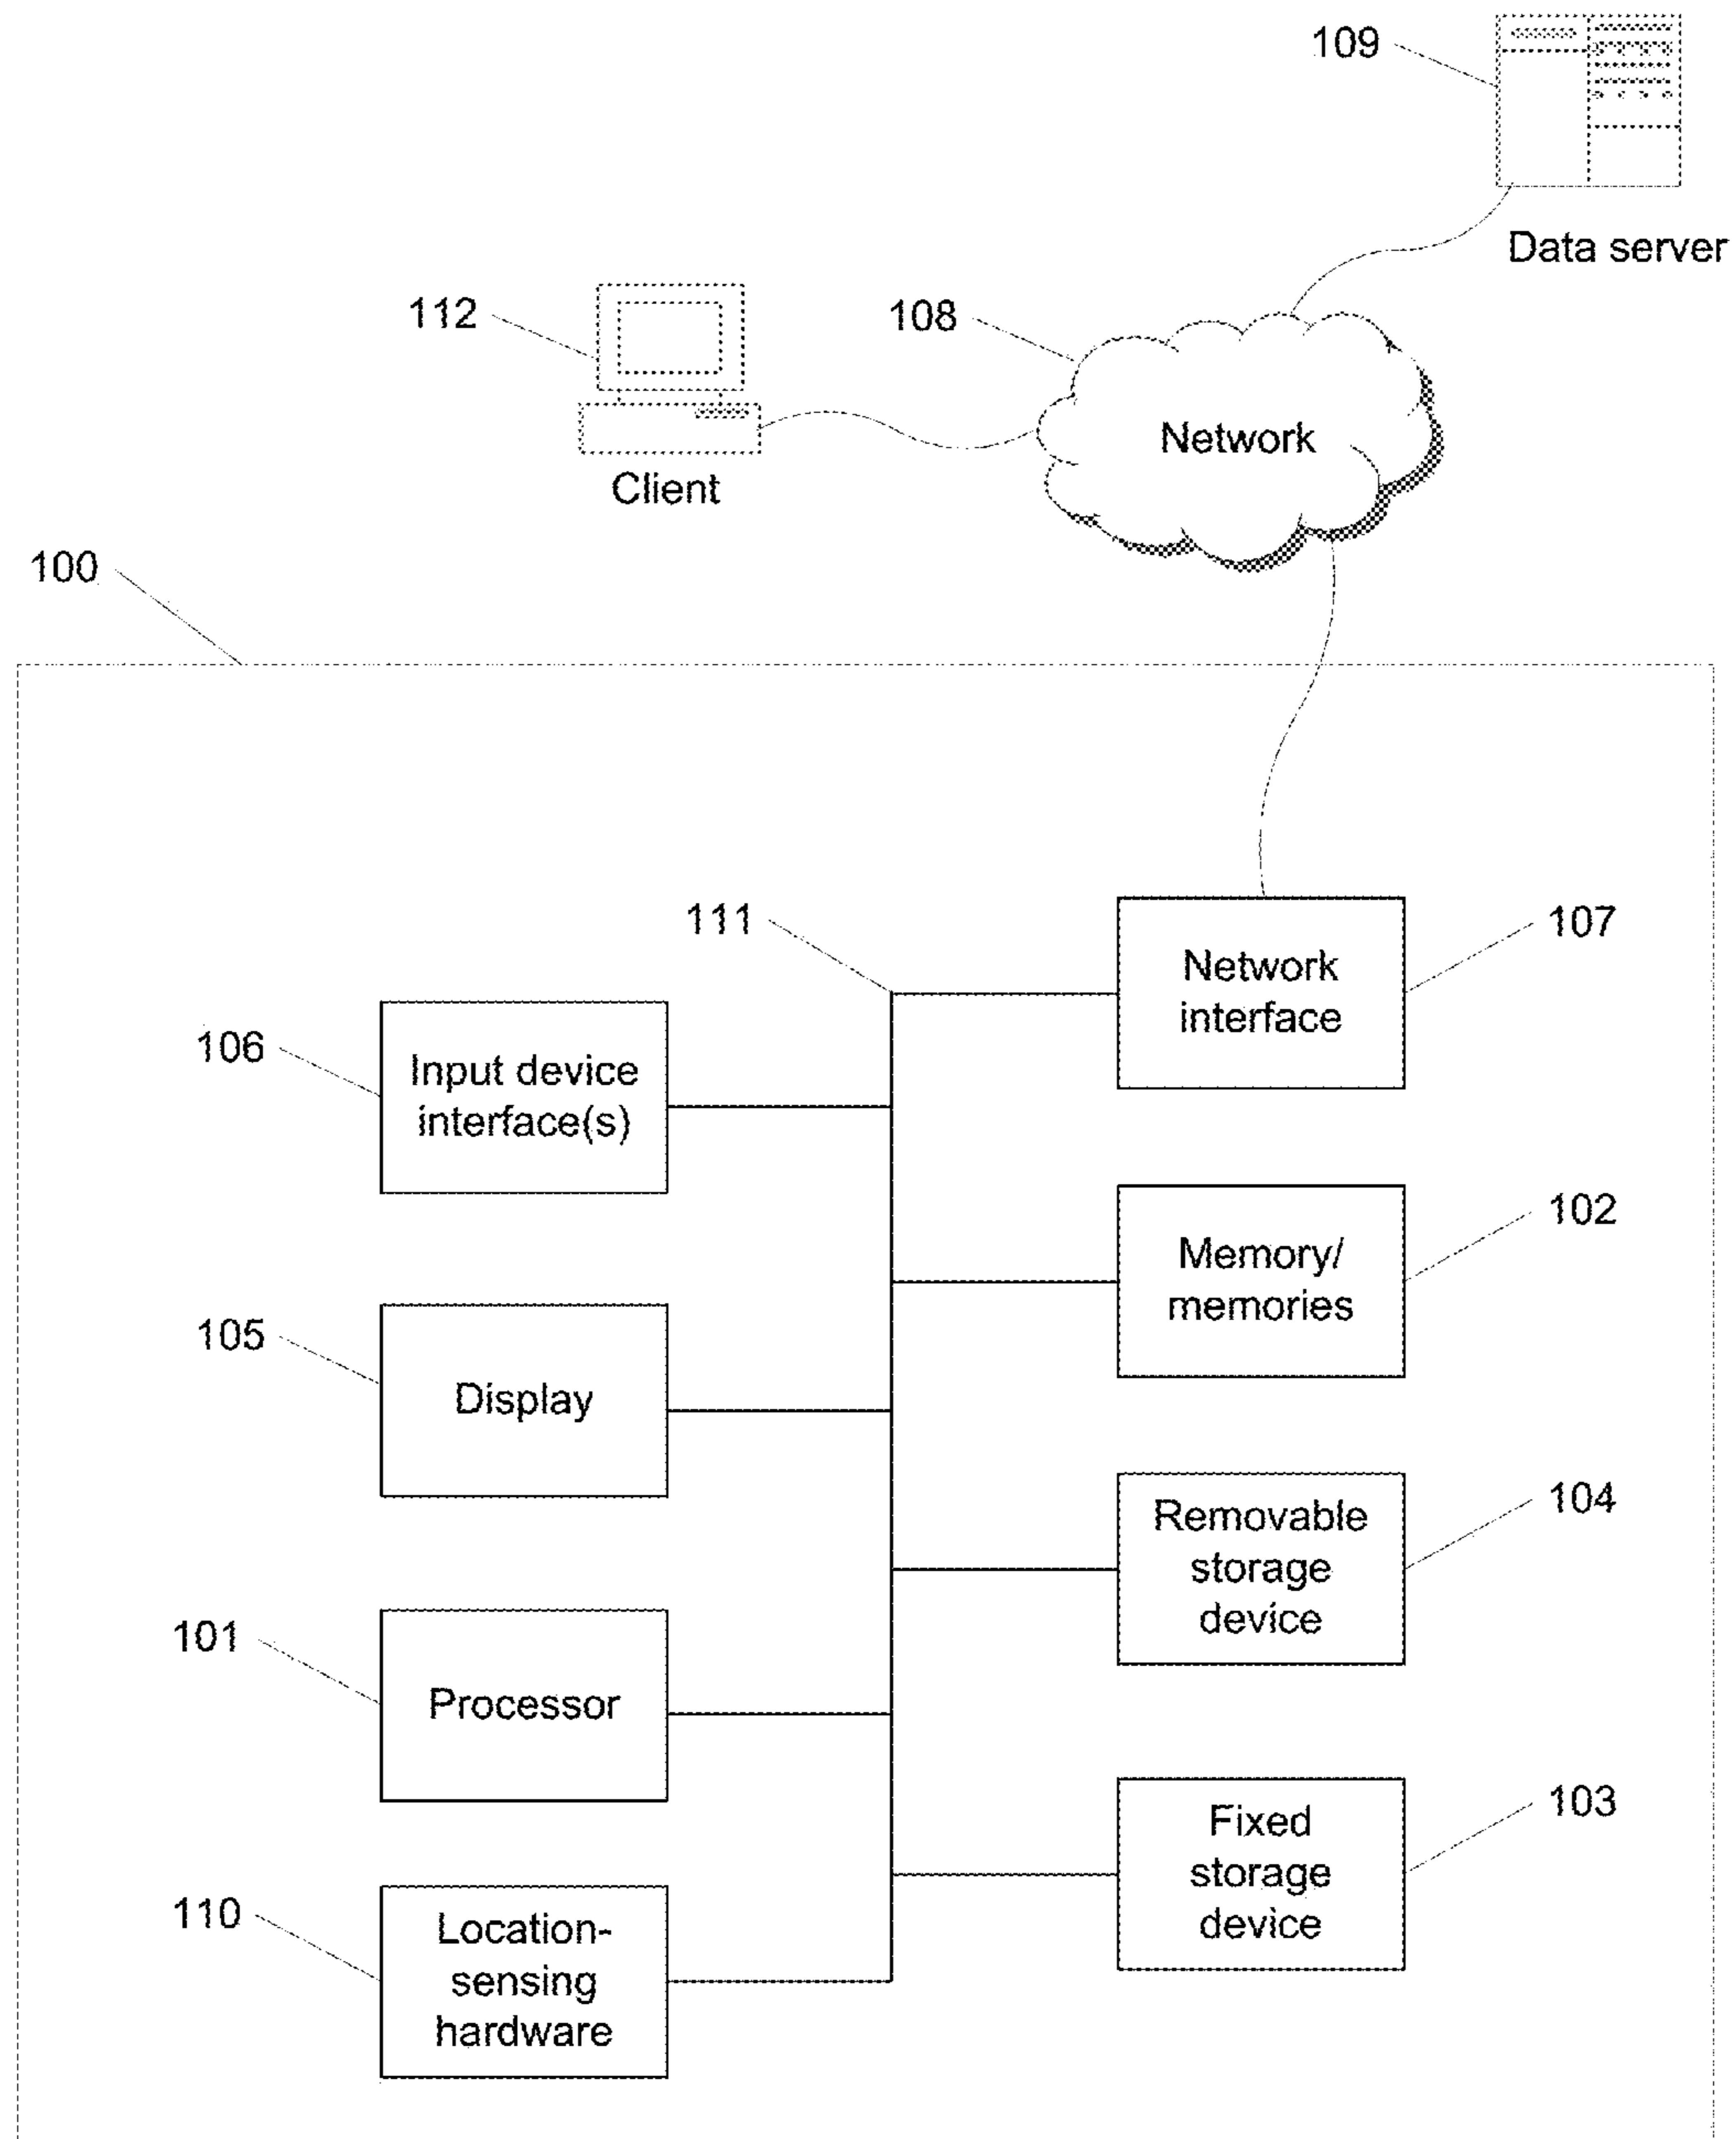 109
Data server
112
108
Network
Client
100
111
107
Network
interface
106
Input device
interface(s)
102
Memory/
memories
105
Display
104
Removable
storage
device
101
Processor
103
Fixed
storage
device
110
Location-
sensing
hardware